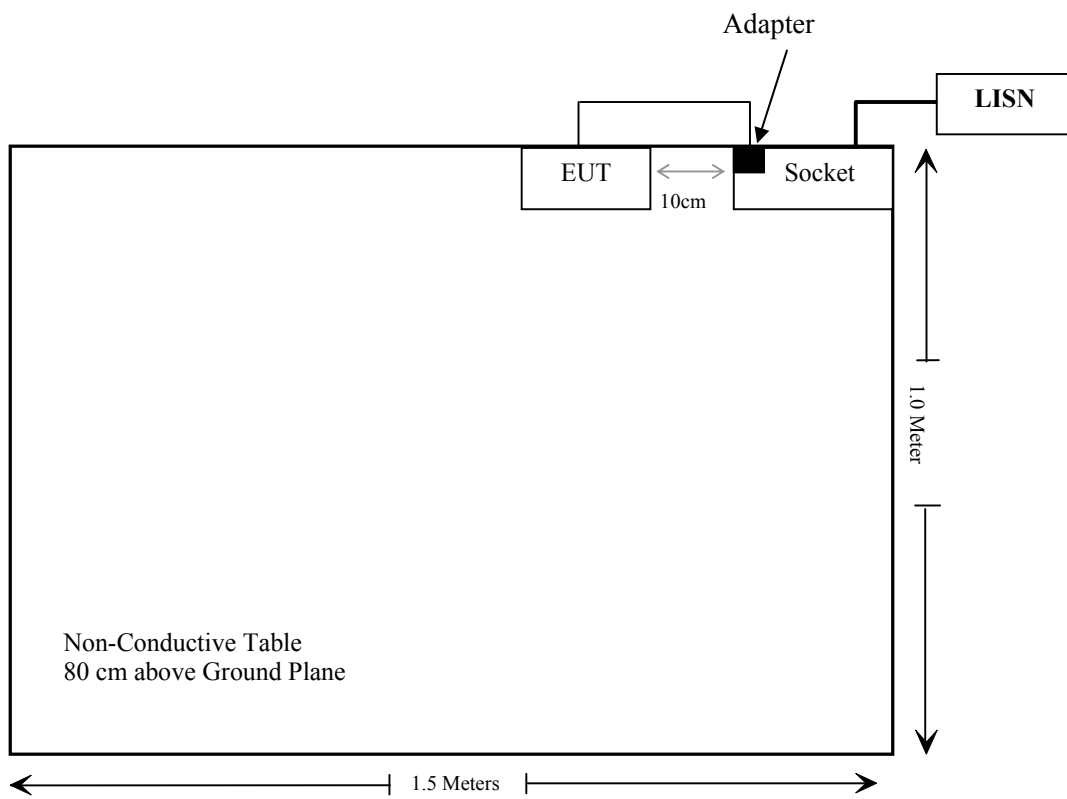 Adapter
LISN
EUT
Socket
10cm
1.0 Meter
Non-Conductive Table
80 cm above Ground Plane
1.5 Meters